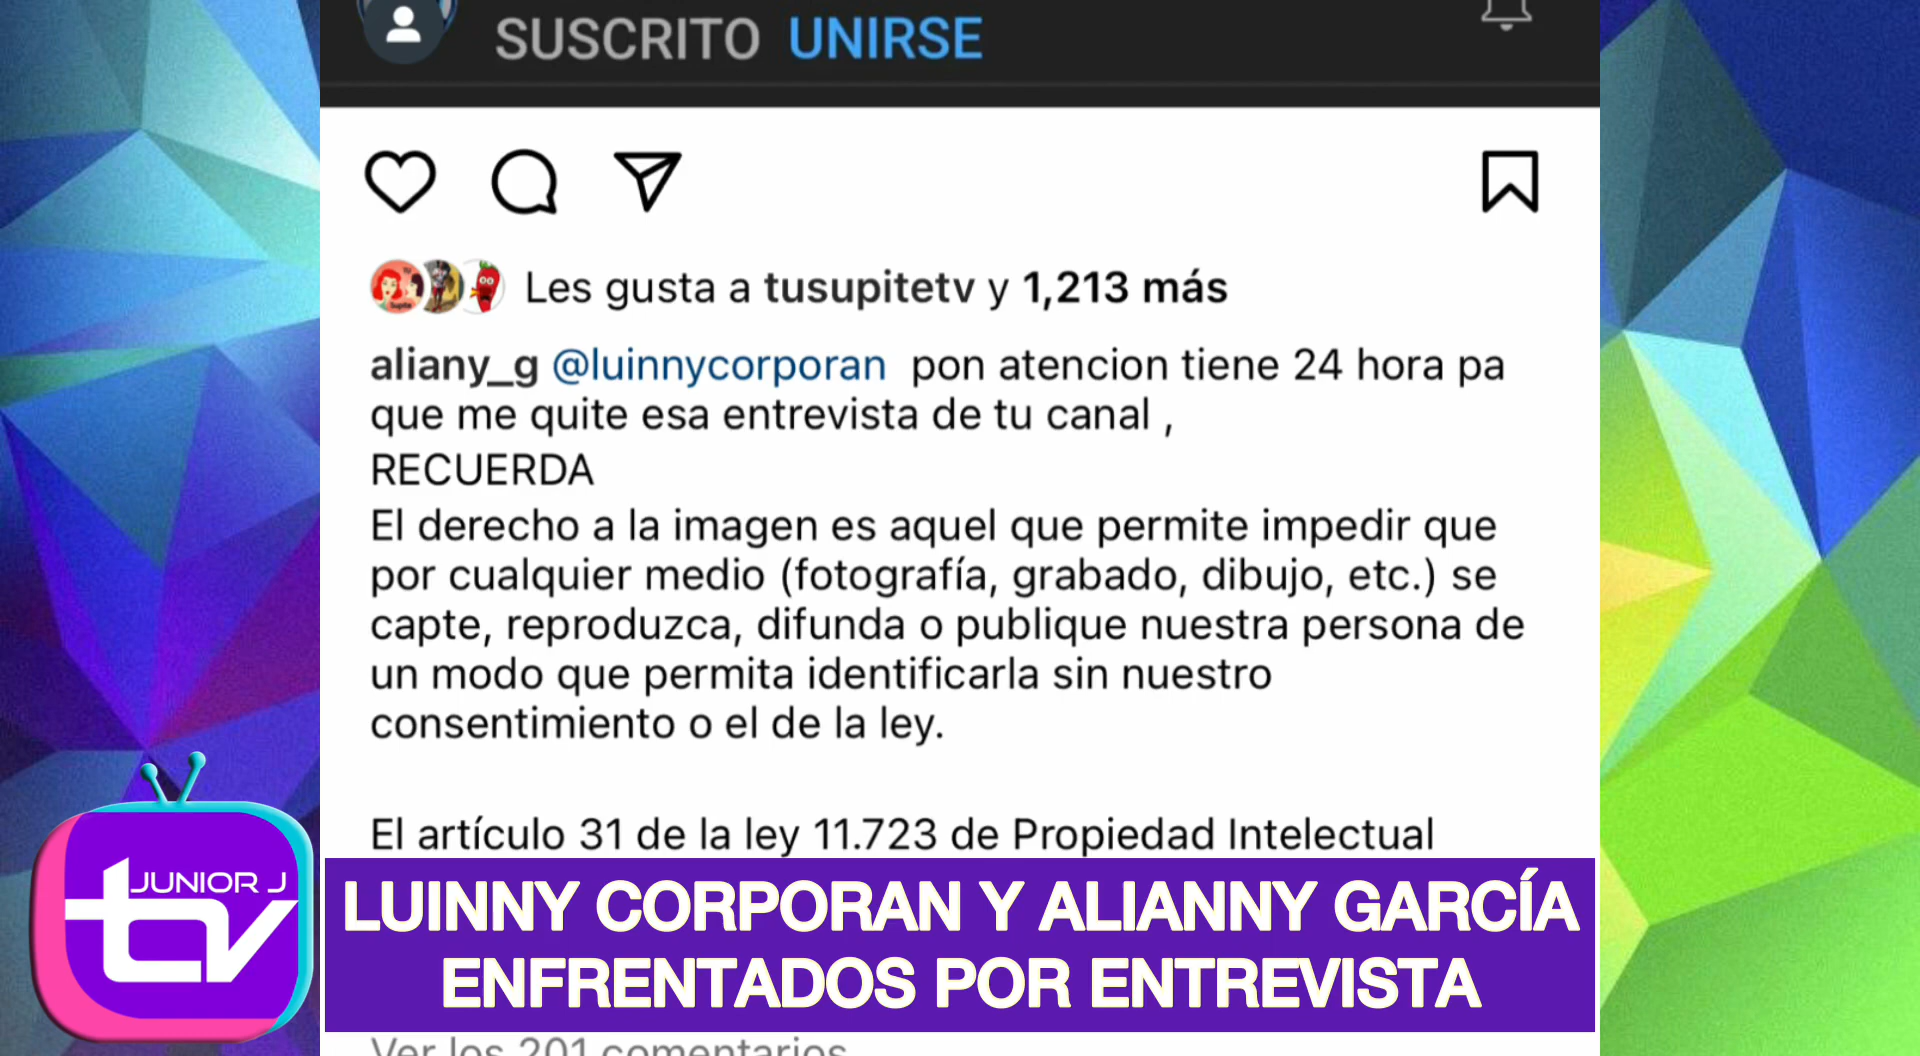 SUSCRITO UNIRSE
Les gusta a tusupitetv y 1,213 más
aliany_g @luinnycorporan pon atencion tiene 24 hora pa
que me quite esa entrevista de tu canal ,
RECUERDA
El derecho a la imagen es aquel que permite impedir que
por cualquier medio (fotografía, grabado, dibujo, etc.) se
capte, reproduzca, difunda o publique nuestra persona de
un modo que permita identificarla sin nuestro
consentimiento o el de la ley.
El artículo 31 de la ley 11.723 de Propiedad Intelectual
JUNIOR J
tv
LUINNY CORPORAN Y ALIANNY GARCÍA
ENFRENTADOS POR ENTREVISTA
Ver los 201 comentarios